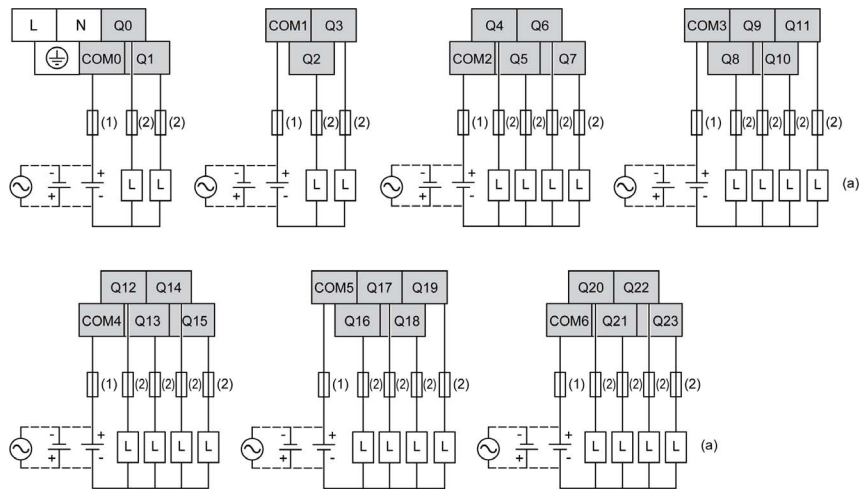 L N Q0 COM1 Q3 Q4 Q6 COM3 Q9 Q11
COM0 Q1 Q2 COM2 Q5 Q7 Q8 Q10
(1) (2) (2) (1) (2) (2) (1) (2) (2) (2) (2) (1) (2) (2) (2) (2)
- + - + - + - +
L L L L L L L L L L L L (a)
+ - + - + - + -
Q12 Q14 COM5 Q17 Q19 Q20 Q22
COM4 Q13 Q15 Q16 Q18 COM6 Q21 Q23
(1) (2) (2) (2) (2) (1) (2) (2) (2) (2) (1) (2) (2) (2) (2)
- + - + - +
L L L L L L L L L L L L (a)
+ - + - + -